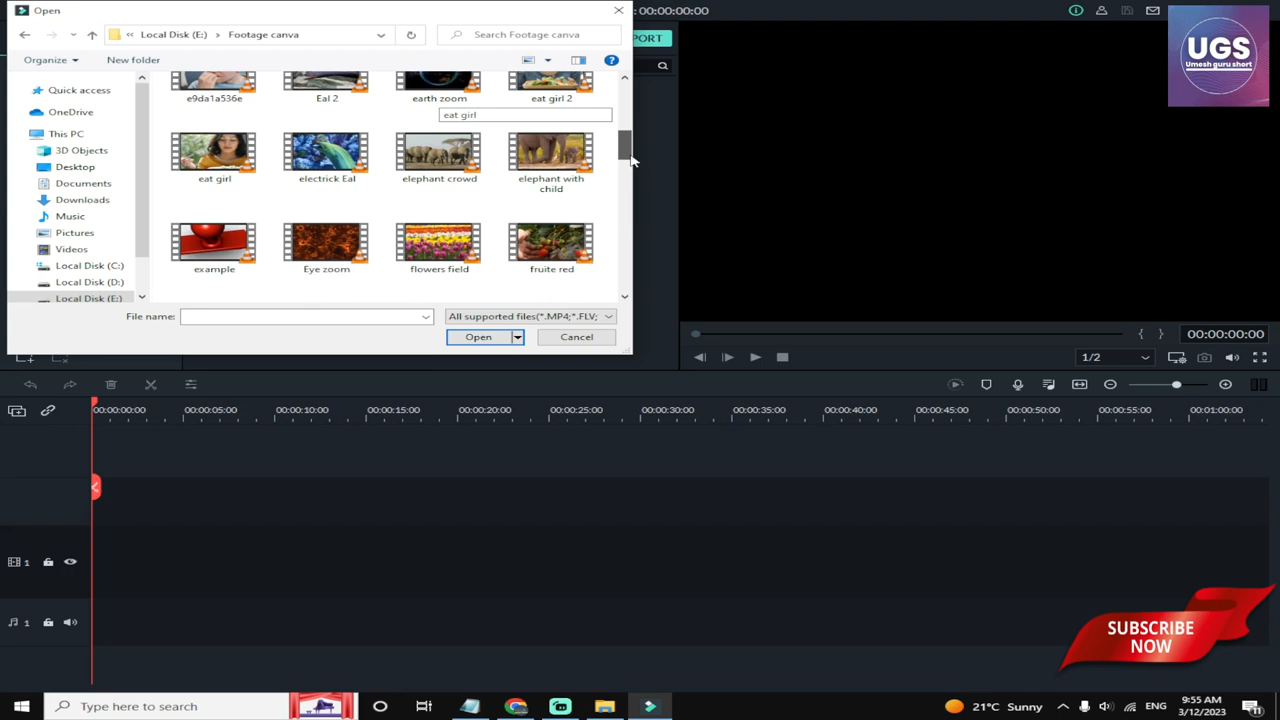 Open
00:00:00:00
Local Disk (E:) > Footage canva
Search Footage canva
PORT
Organize
New folder
UGS
Umesh guru short
Quick access
OneDrive
This PC
3D Objects
Desktop
Documents
Downloads
Music
Pictures
Videos
Local Disk (C:)
Local Disk (D:)
Local Disk (E:)
e9da1a536e
Eal 2
earth zoom
eat girl 2
eat girl
eat girl
electrick Eal
elephant crowd
elephant with child
example
Eye zoom
flowers field
fruite red
File name:
All supported files(*.MP4;*.FLV;
Open
Cancel
00:00:00:00
1/2
00:00:00:00
00:00:05:00
00:00:10:00
00:00:15:00
00:00:20:00
00:00:25:00
00:00:30:00
00:00:35:00
00:00:40:00
00:00:45:00
00:00:50:00
00:00:55:00
00:01:00:00
1
1
SUBSCRIBE
NOW
Type here to search
21°C Sunny
9:55 AM
3/12/2023
11